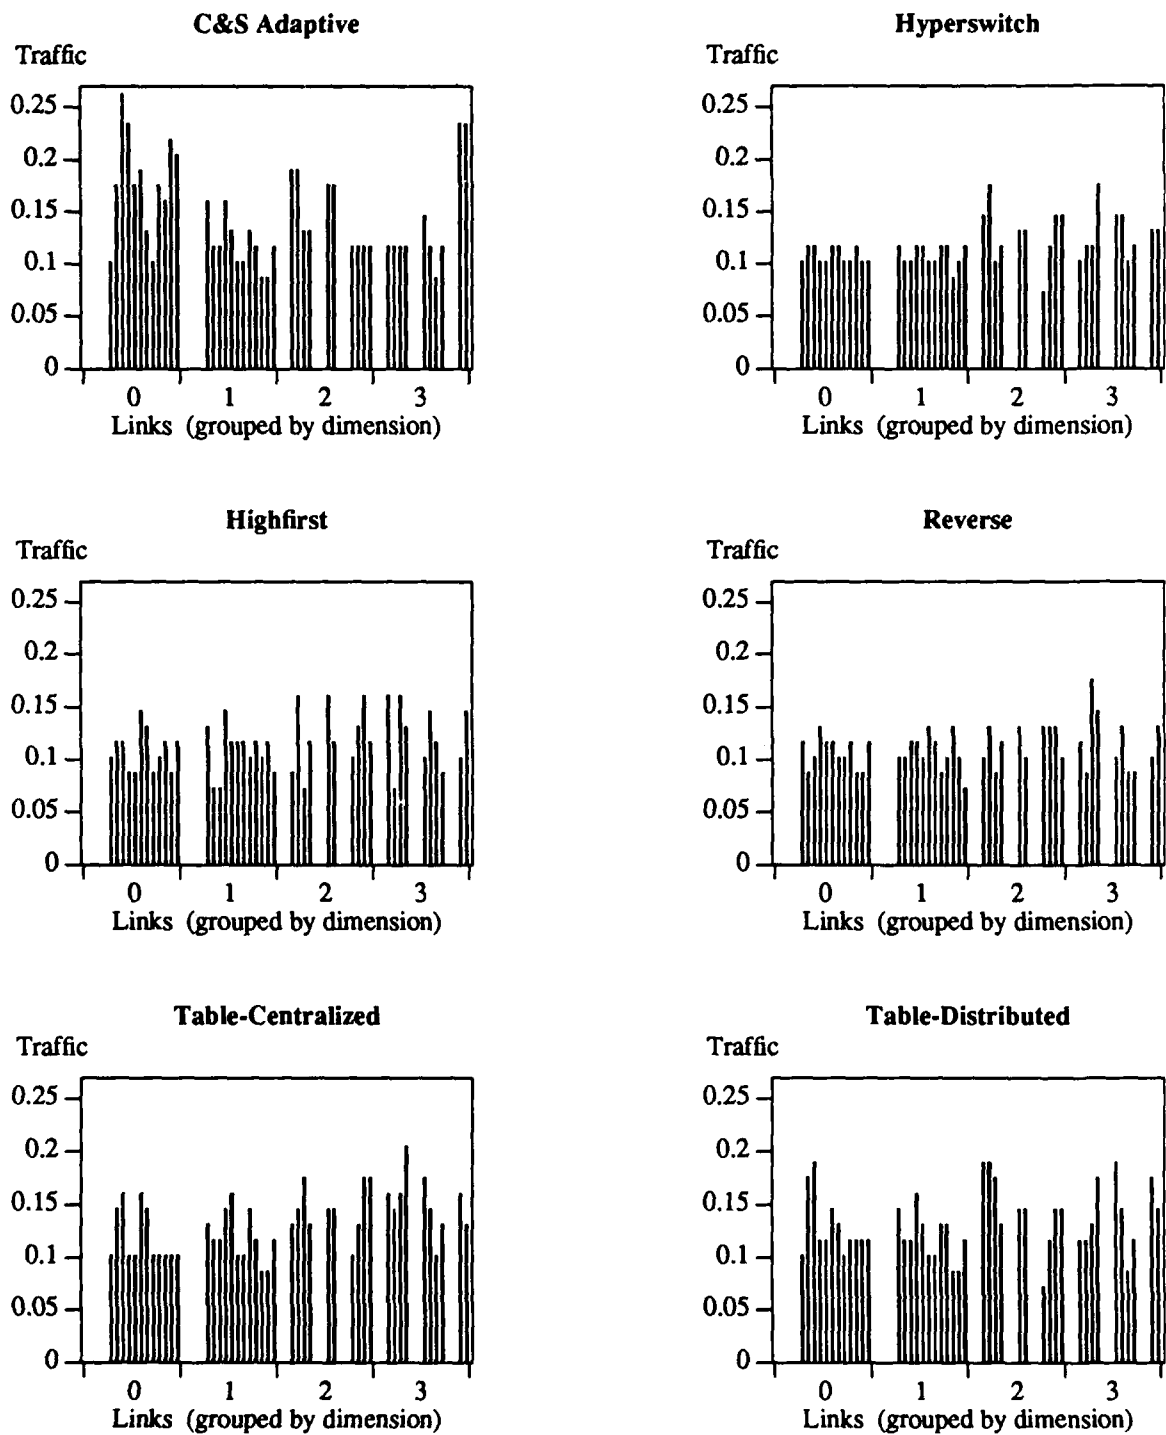 C&S Adaptive
Traffic
0.25
0.2
0.15
0.1
0.05
0
0 1 2 3
Links (grouped by dimension)
Hyperswitch
Traffic
0.25
0.2
0.15
0.1
0.05
0
0 1 2 3
Links (grouped by dimension)
Highfirst
Traffic
0.25
0.2
0.15
0.1
0.05
0
0 1 2 3
Links (grouped by dimension)
Reverse
Traffic
0.25
0.2
0.15
0.1
0.05
0
0 1 2 3
Links (grouped by dimension)
Table-Centralized
Traffic
0.25
0.2
0.15
0.1
0.05
0
0 1 2 3
Links (grouped by dimension)
Table-Distributed
Traffic
0.25
0.2
0.15
0.1
0.05
0
0 1 2 3
Links (grouped by dimension)